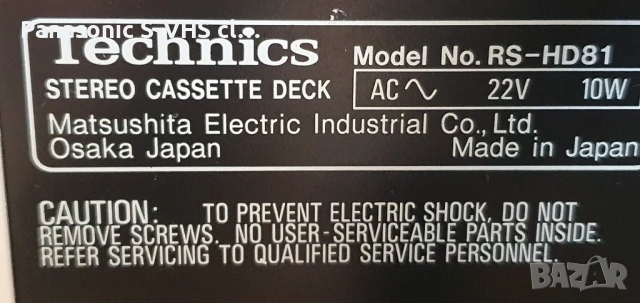 Panasonic S-VHS cl...
Technics Model No. RS-HD81
STEREO CASSETTE DECK AC 22V 10W
Matsushita Electric Industrial Co., Ltd.
Osaka Japan Made in Japan
CAUTION: TO PREVENT ELECTRIC SHOCK, DO NOT
REMOVE SCREWS. NO USER-SERVICEABLE PARTS INSIDE.
REFER SERVICING TO QUALIFIED SERVICE PERSONNEL.
БАЗАР